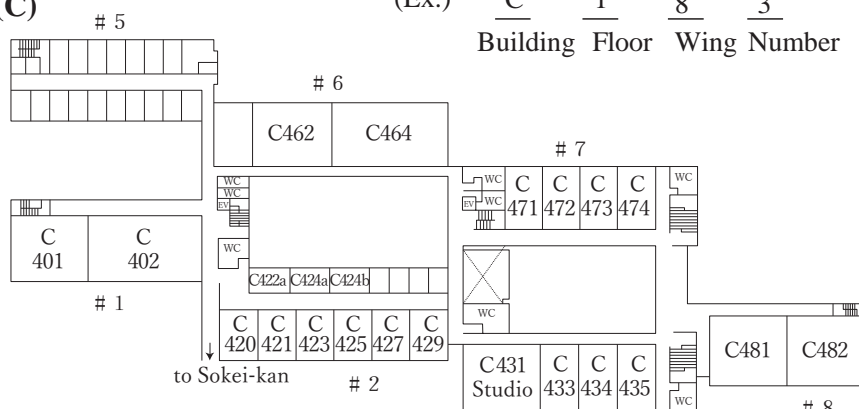 (C)
(Ex.) C 1 8 3
Building Floor Wing Number
# 5
# 6
C462 C464
# 7
WC
WC
EV
WC
WC
WC
EV
C 471
C 472
C 473
C 474
WC
C 401
C 402
# 1
C422a C424a C424b
C 420
C 421
C 423
C 425
C 427
C 429
to Sokei-kan
# 2
WC
C431 Studio
C 433
C 434
C 435
WC
C481 C482
# 8